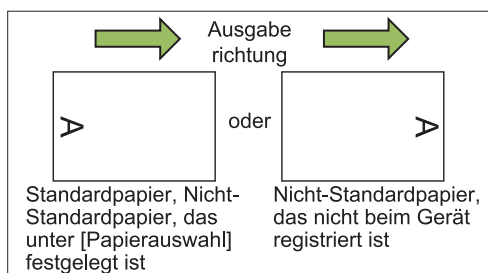 Ausgabe
richtung
A
oder
A
Standardpapier, Nicht-
Standardpapier, das
unter [Papierauswahl]
festgelegt ist
Nicht-Standardpapier,
das nicht beim Gerät
registriert ist